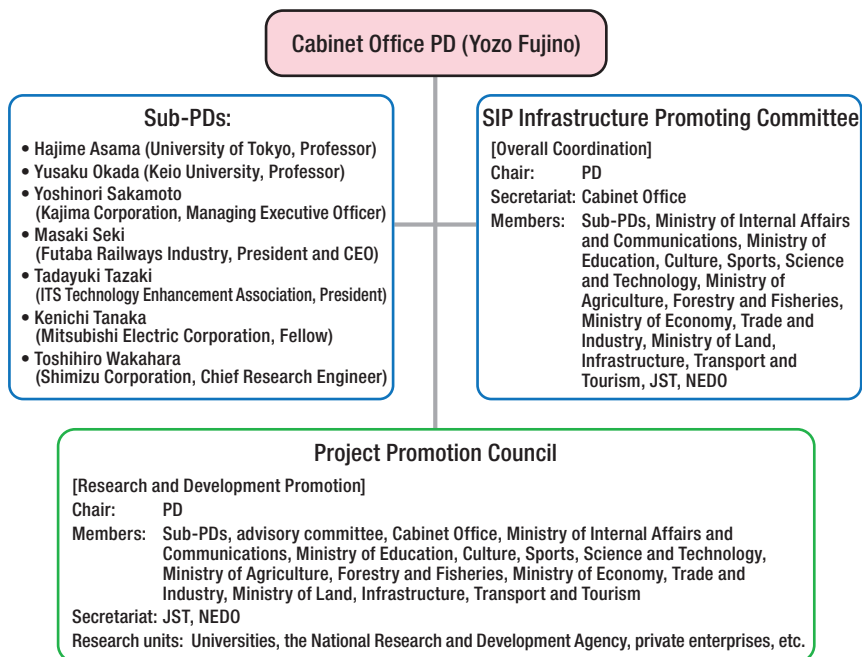 Cabinet Office PD (Yozo Fujino)
Sub-PDs:
• Hajime Asama (University of Tokyo, Professor)
• Yusaku Okada (Keio University, Professor)
• Yoshinori Sakamoto
(Kajima Corporation, Managing Executive Officer)
• Masaki Seki
(Futaba Railways Industry, President and CEO)
• Tadayuki Tazaki
(ITS Technology Enhancement Association, President)
• Kenichi Tanaka
(Mitsubishi Electric Corporation, Fellow)
• Toshihiro Wakahara
(Shimizu Corporation, Chief Research Engineer)
SIP Infrastructure Promoting Committee
[Overall Coordination]
Chair: PD
Secretariat: Cabinet Office
Members: Sub-PDs, Ministry of Internal Affairs
and Communications, Ministry of
Education, Culture, Sports, Science
and Technology, Ministry of
Agriculture, Forestry and Fisheries,
Ministry of Economy, Trade and
Industry, Ministry of Land,
Infrastructure, Transport and
Tourism, JST, NEDO
Project Promotion Council
[Research and Development Promotion]
Chair: PD
Members: Sub-PDs, advisory committee, Cabinet Office, Ministry of Internal Affairs and
Communications, Ministry of Education, Culture, Sports, Science and Technology,
Ministry of Agriculture, Forestry and Fisheries, Ministry of Economy, Trade and
Industry, Ministry of Land, Infrastructure, Transport and Tourism
Secretariat: JST, NEDO
Research units: Universities, the National Research and Development Agency, private enterprises, etc.